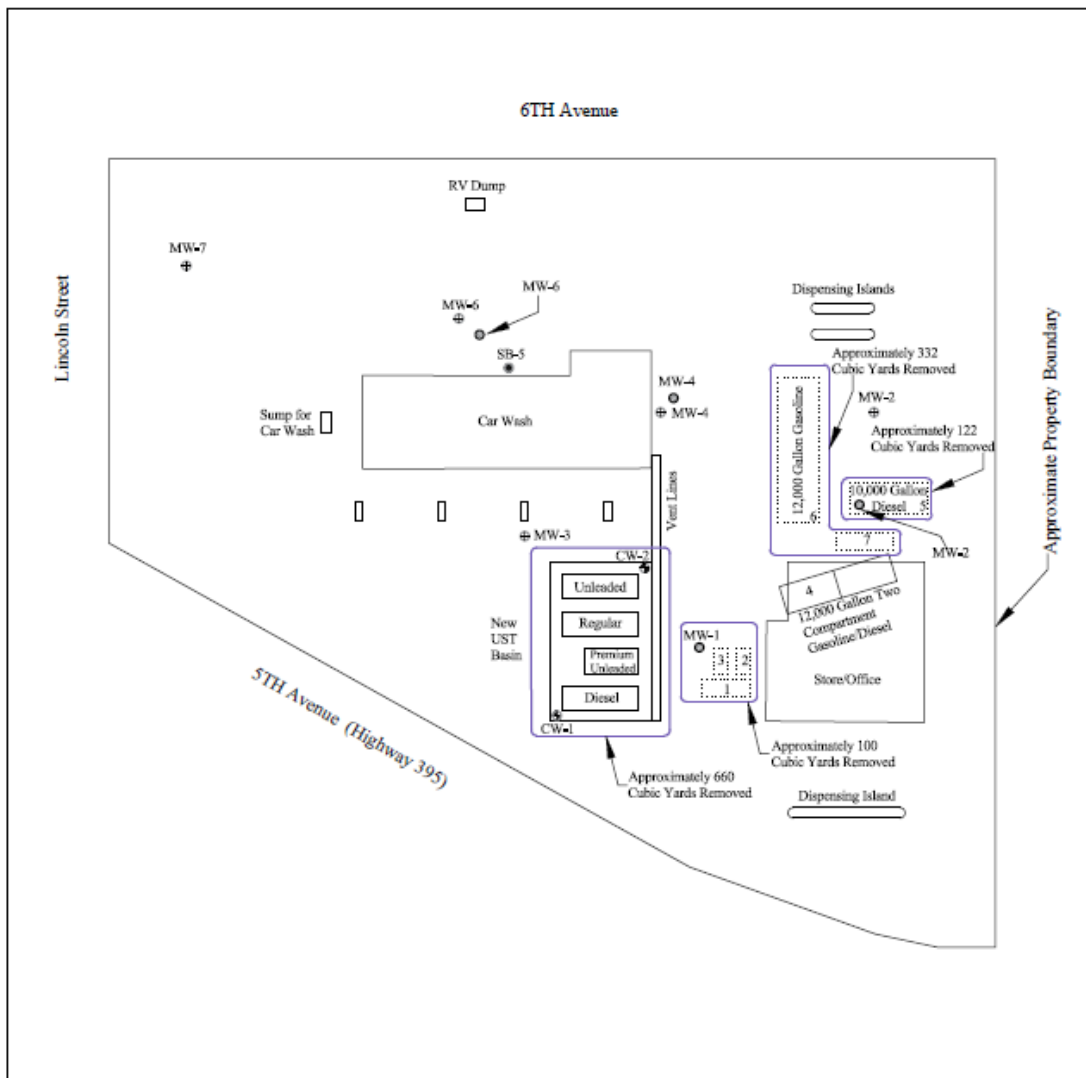 6TH Avenue
RV Dump
MW-7
Lincoln Street
MW-6
MW-6
Dispensing Islands
SB-5
Approximately 332
Cubic Yards Removed
MW-4
MW-4
MW-2
Sump for
Car Wash
Car Wash
12,000 Gallon Gasoline
6
Approximately 122
Cubic Yards Removed
Approximate Property Boundary
Vent Lines
10,000 Gallon
Diesel 5
MW-3
7
MW-2
CW-2
Unleaded
4
12,000 Gallon Two
Compartment
Gasoline/Diesel
New
UST
Basin
Regular
MW-1
3 2
Premium
Unleaded
1
Store/Office
Diesel
CW-1
5TH Avenue (Highway 395)
Approximately 100
Cubic Yards Removed
Approximately 660
Cubic Yards Removed
Dispensing Island